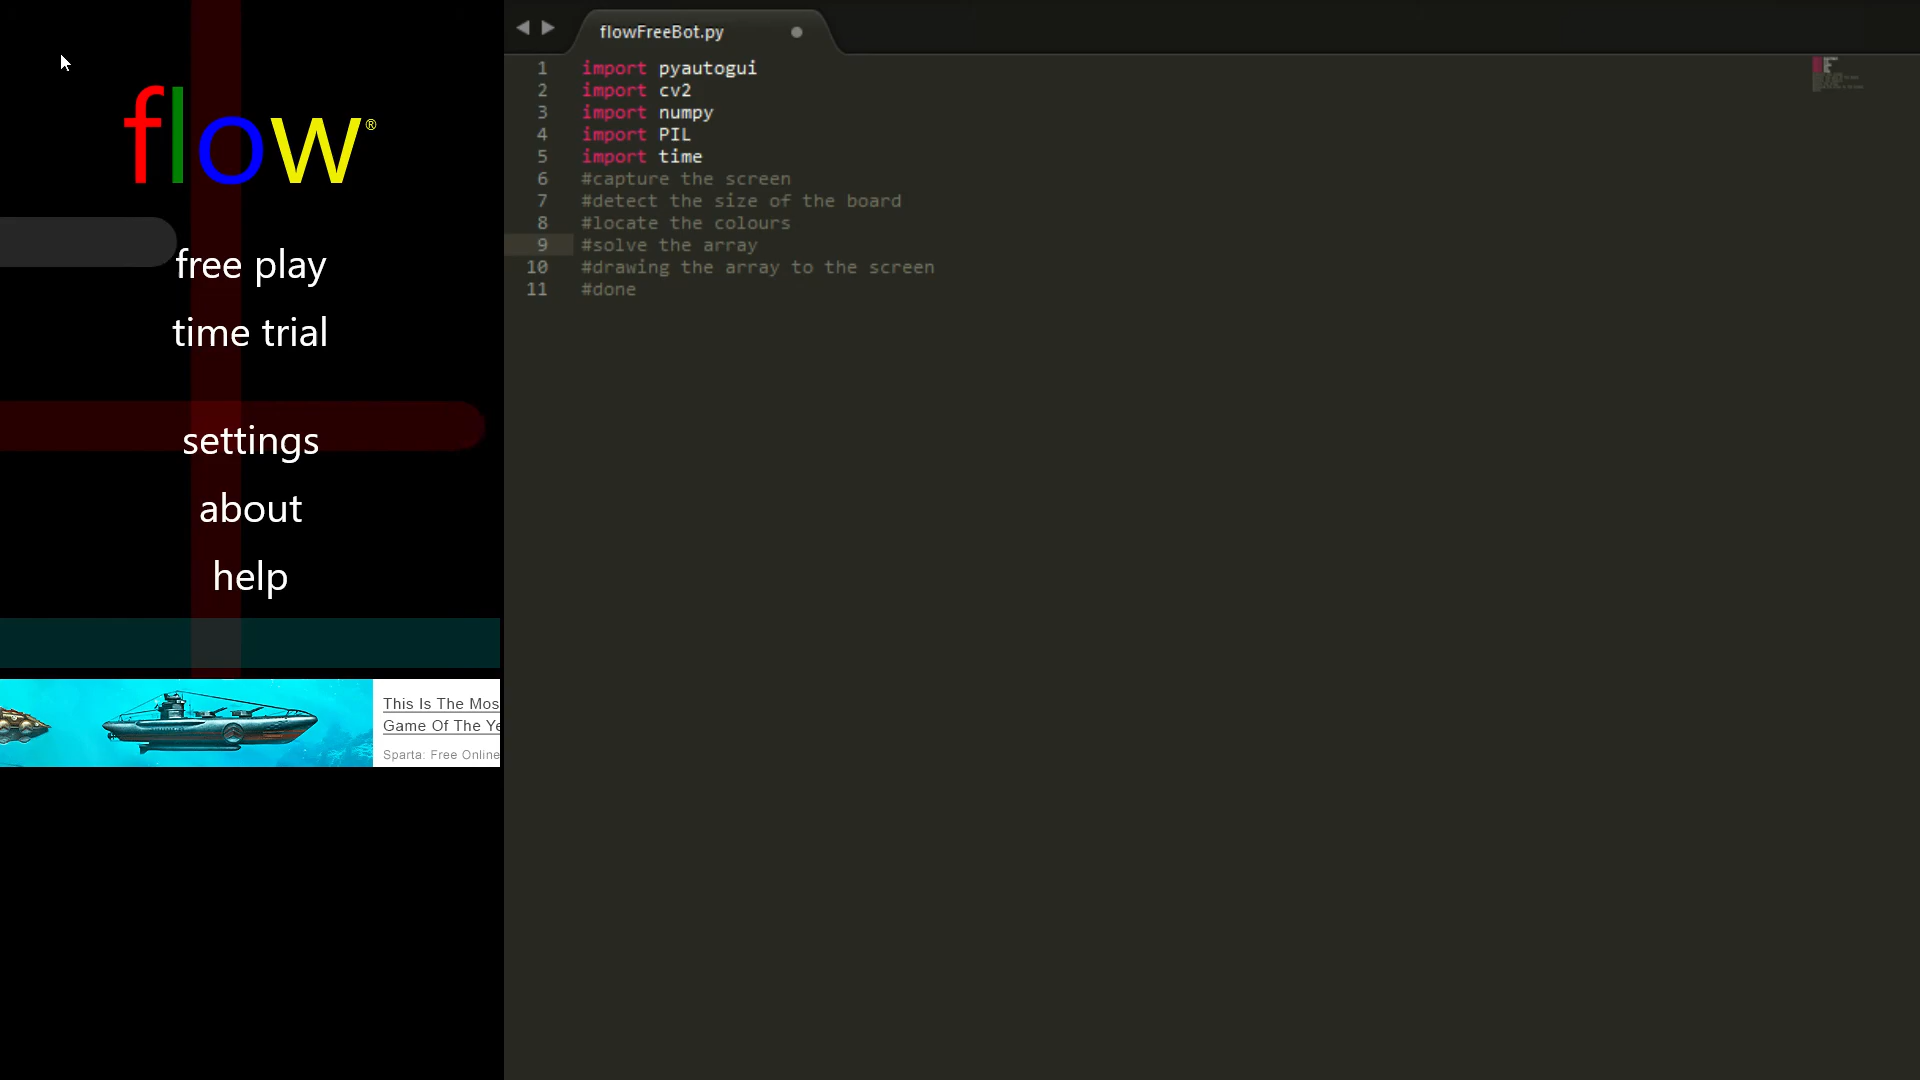 flow®
free play
time trial
settings
about
help
This Is The Mos
Game Of The Ye
Sparta: Free Online
flowFreeBot.py
1 import pyautogui
2 import cv2
3 import numpy
4 import PIL
5 import time
6 #capture the screen
7 #detect the size of the board
8 #locate the colours
9 #solve the array
10 #drawing the array to the screen
11 #done